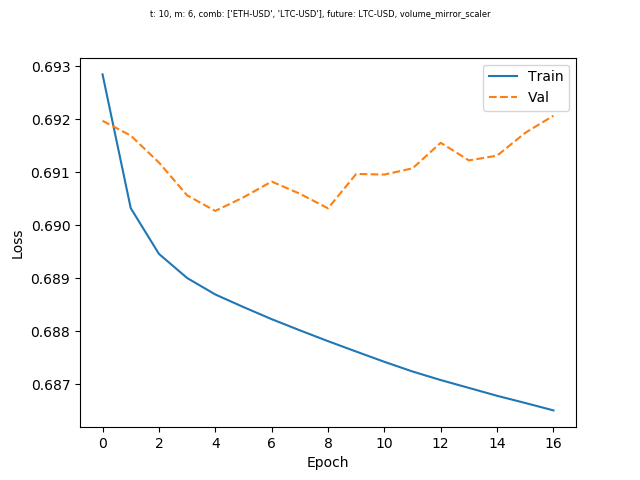 t: 10, m: 6, comb: ['ETH-USD', 'LTC-USD'], future: LTC-USD, volume_mirror_scaler
0.693
0.692
0.691
0.690
0.689
0.688
0.687
Loss
Train
Val
0 2 4 6 8 10 12 14 16
Epoch